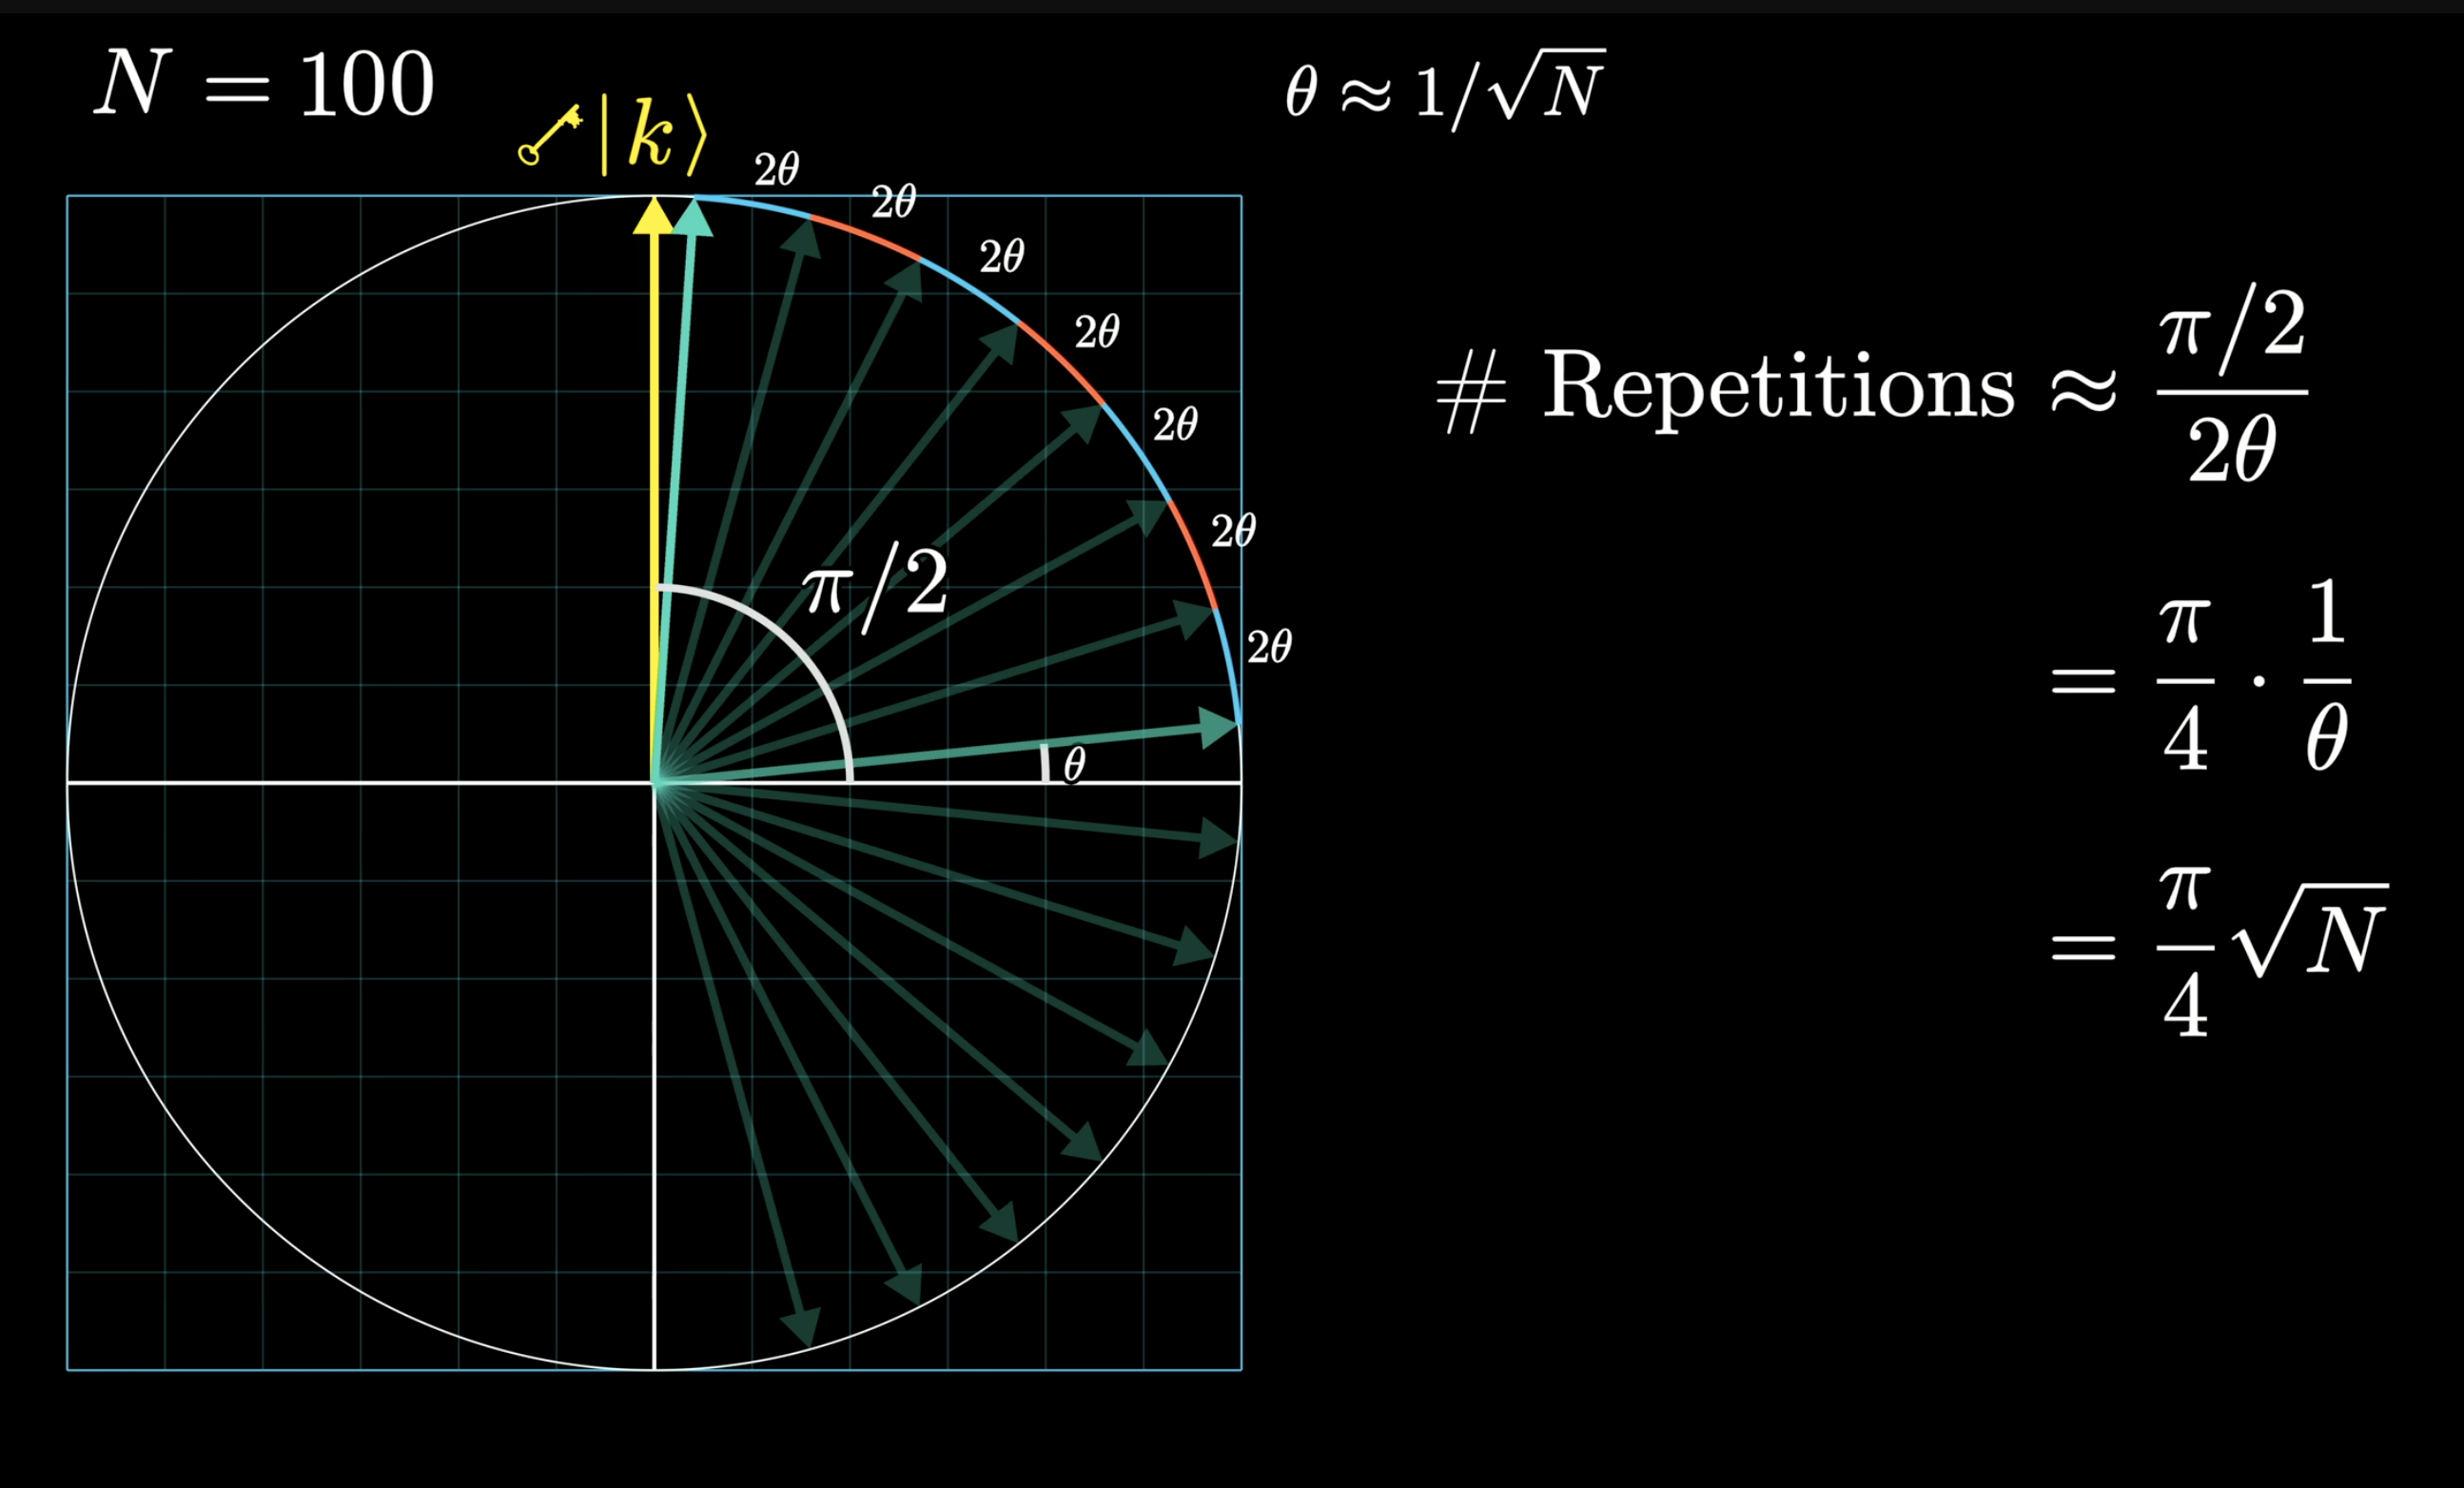 N = 100
θ ≈ 1/√N
|k⟩
2θ
2θ
2θ
2θ
2θ
2θ
2θ
π/2
θ
# Repetitions ≈ (π/2)/(2θ)
= π/4 · 1/θ
= π/4 √N